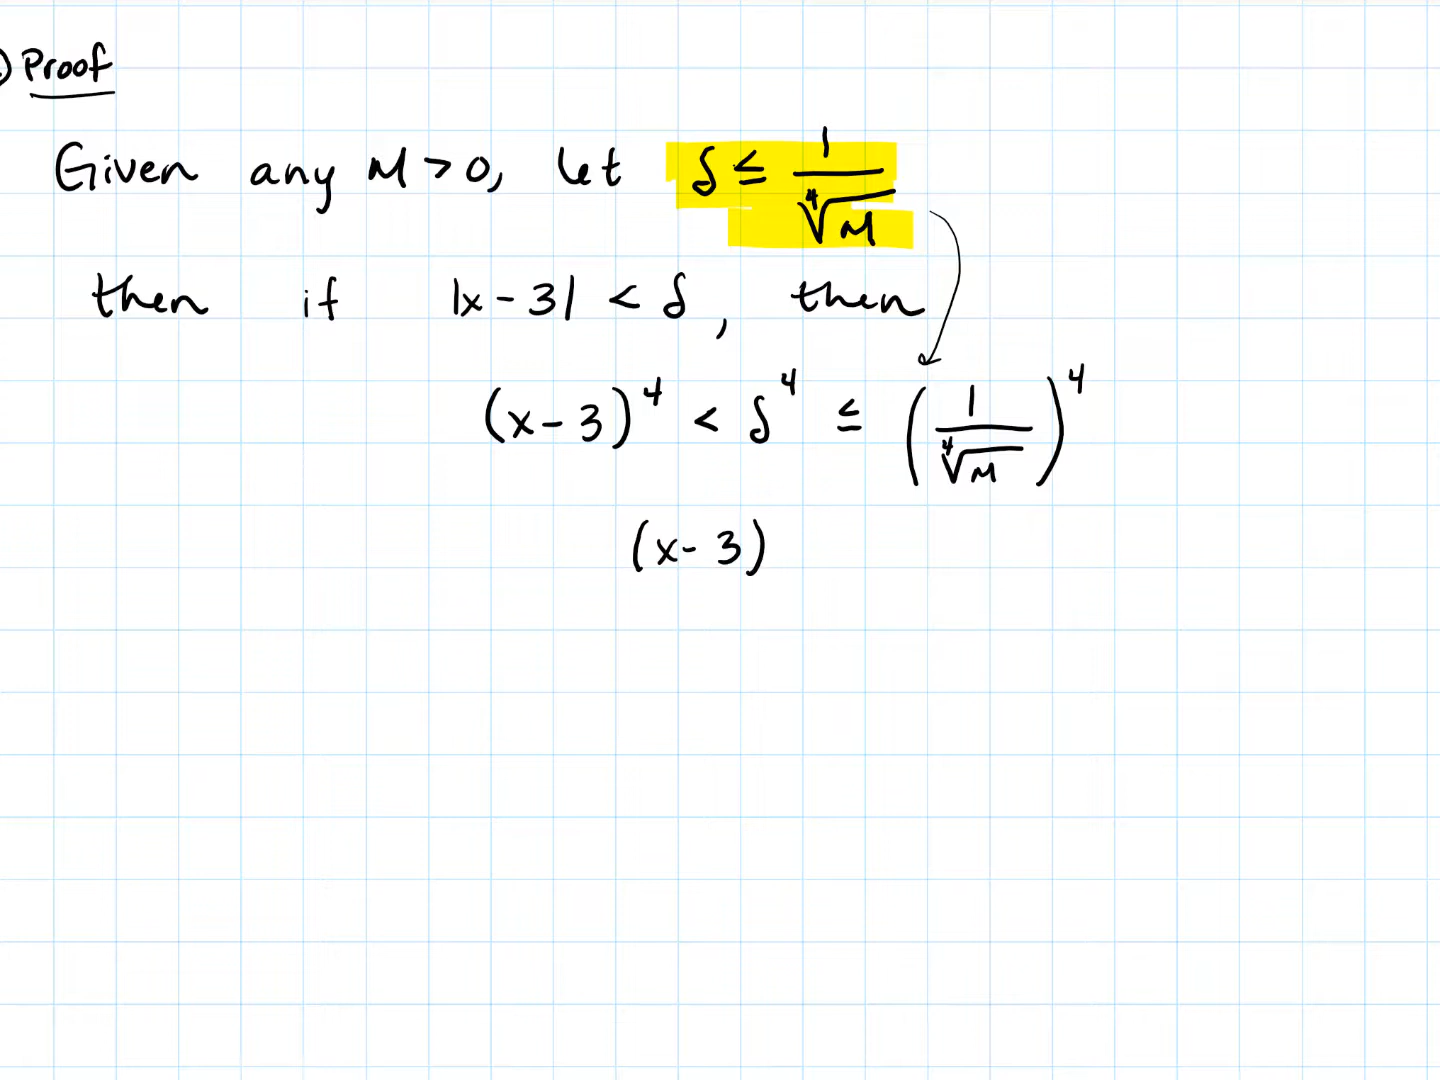 ) Proof
Given any M > 0, let δ ≤ 1/∜M
then if |x - 3| < δ, then
(x - 3)⁴ < δ⁴ ≤ (1/∜M)⁴
(x - 3)